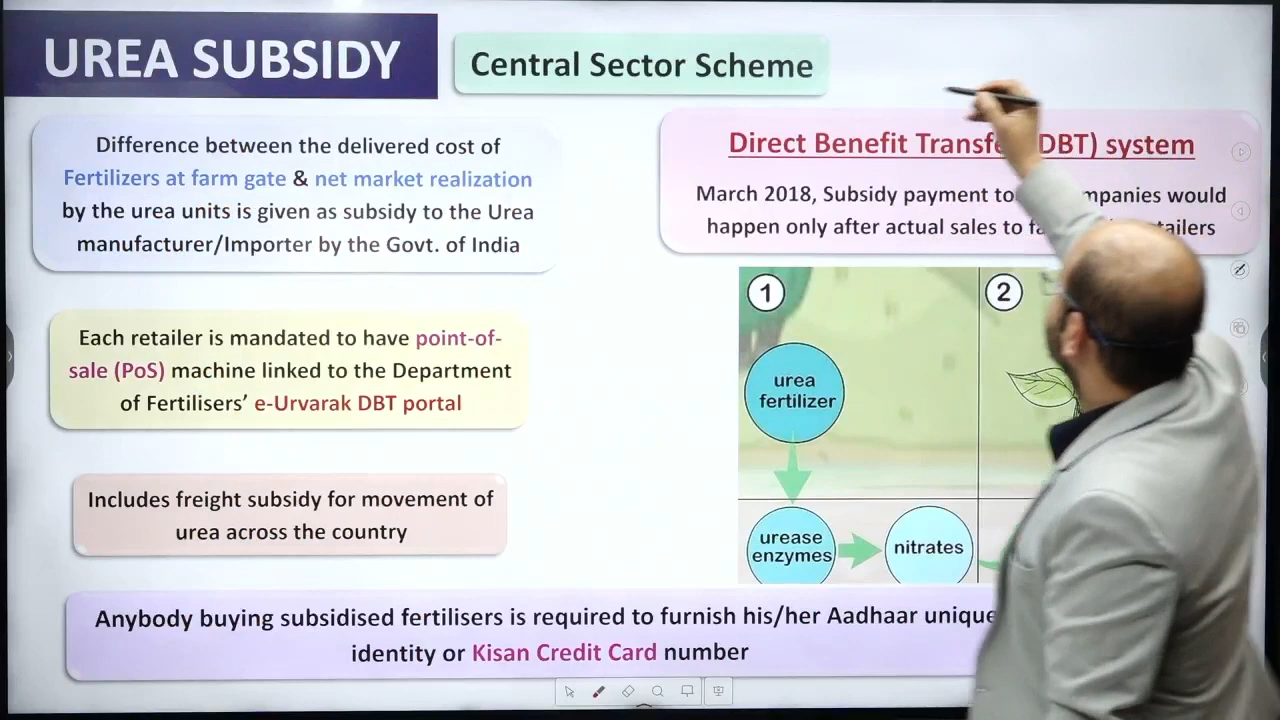 UREA SUBSIDY
Central Sector Scheme
Difference between the delivered cost of
Fertilizers at farm gate & net market realization
by the urea units is given as subsidy to the Urea
manufacturer/Importer by the Govt. of India
Each retailer is mandated to have point-of-
sale (PoS) machine linked to the Department
of Fertilisers’ e-Urvarak DBT portal
Includes freight subsidy for movement of
urea across the country
Direct Benefit Transfe DBT) system
March 2018, Subsidy payment to mpanies would
happen only after actual sales to fa tailers
1
2
urea
fertilizer
urease
enzymes
nitrates
Anybody buying subsidised fertilisers is required to furnish his/her Aadhaar unique
identity or Kisan Credit Card number